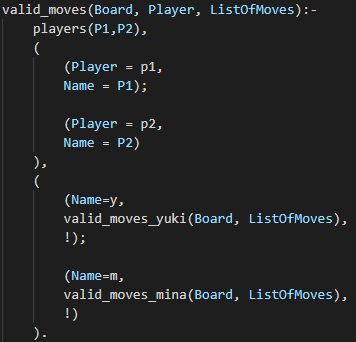 valid_moves(Board, Player, ListOfMoves):-
    players(P1,P2),
    (
        (Player = p1,
        Name = P1);

        (Player = p2,
        Name = P2)
    ),
    (
        (Name=y,
        valid_moves_yuki(Board, ListOfMoves),
        !);

        (Name=m,
        valid_moves_mina(Board, ListOfMoves),
        !)
    ).